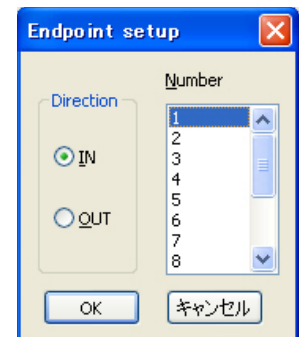 Endpoint setup
Number
Direction
IN
OUT
1
2
3
4
5
6
7
8
OK
キャンセル